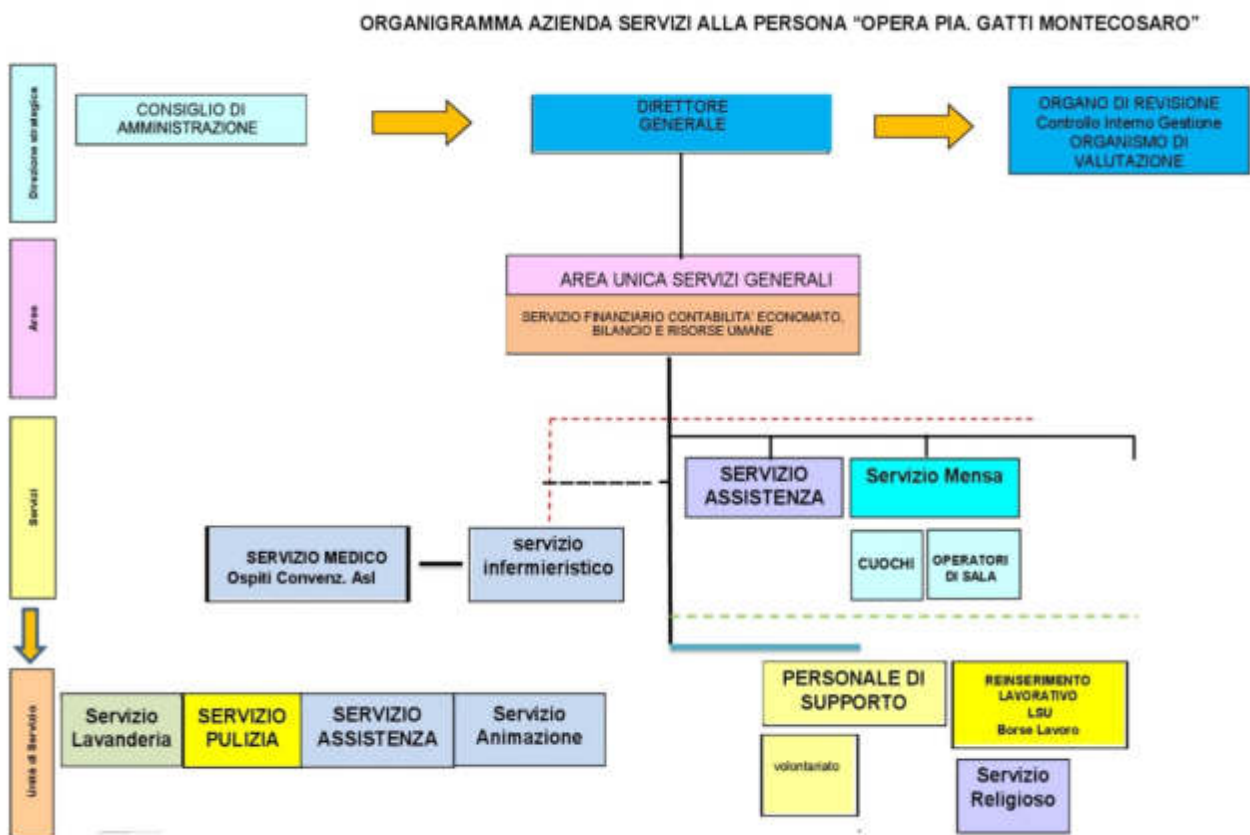 ORGANIGRAMMA AZIENDA SERVIZI ALLA PERSONA “OPERA PIA. GATTI MONTECOSARO”
Direzione strategica
CONSIGLIO DI
AMMINISTRAZIONE
DIRETTORE
GENERALE
ORGANO DI REVISIONE
Controllo Interno Gestione
ORGANISMO DI
VALUTAZIONE
Area
AREA UNICA SERVIZI GENERALI
SERVIZIO FINANZIARIO CONTABILITA’ ECONOMATO,
BILANCIO E RISORSE UMANE
Servizi
SERVIZIO
ASSISTENZA
Servizio Mensa
SERVIZIO MEDICO
Ospiti Convenz. Asl
servizio
infermieristico
CUOCHI
OPERATORI
DI SALA
Unità di Servizio
Servizio
Lavanderia
SERVIZIO
PULIZIA
SERVIZIO
ASSISTENZA
Servizio
Animazione
PERSONALE DI
SUPPORTO
REINSERIMENTO
LAVORATIVO
LSU
Borse Lavoro
volontariato
Servizio
Religioso